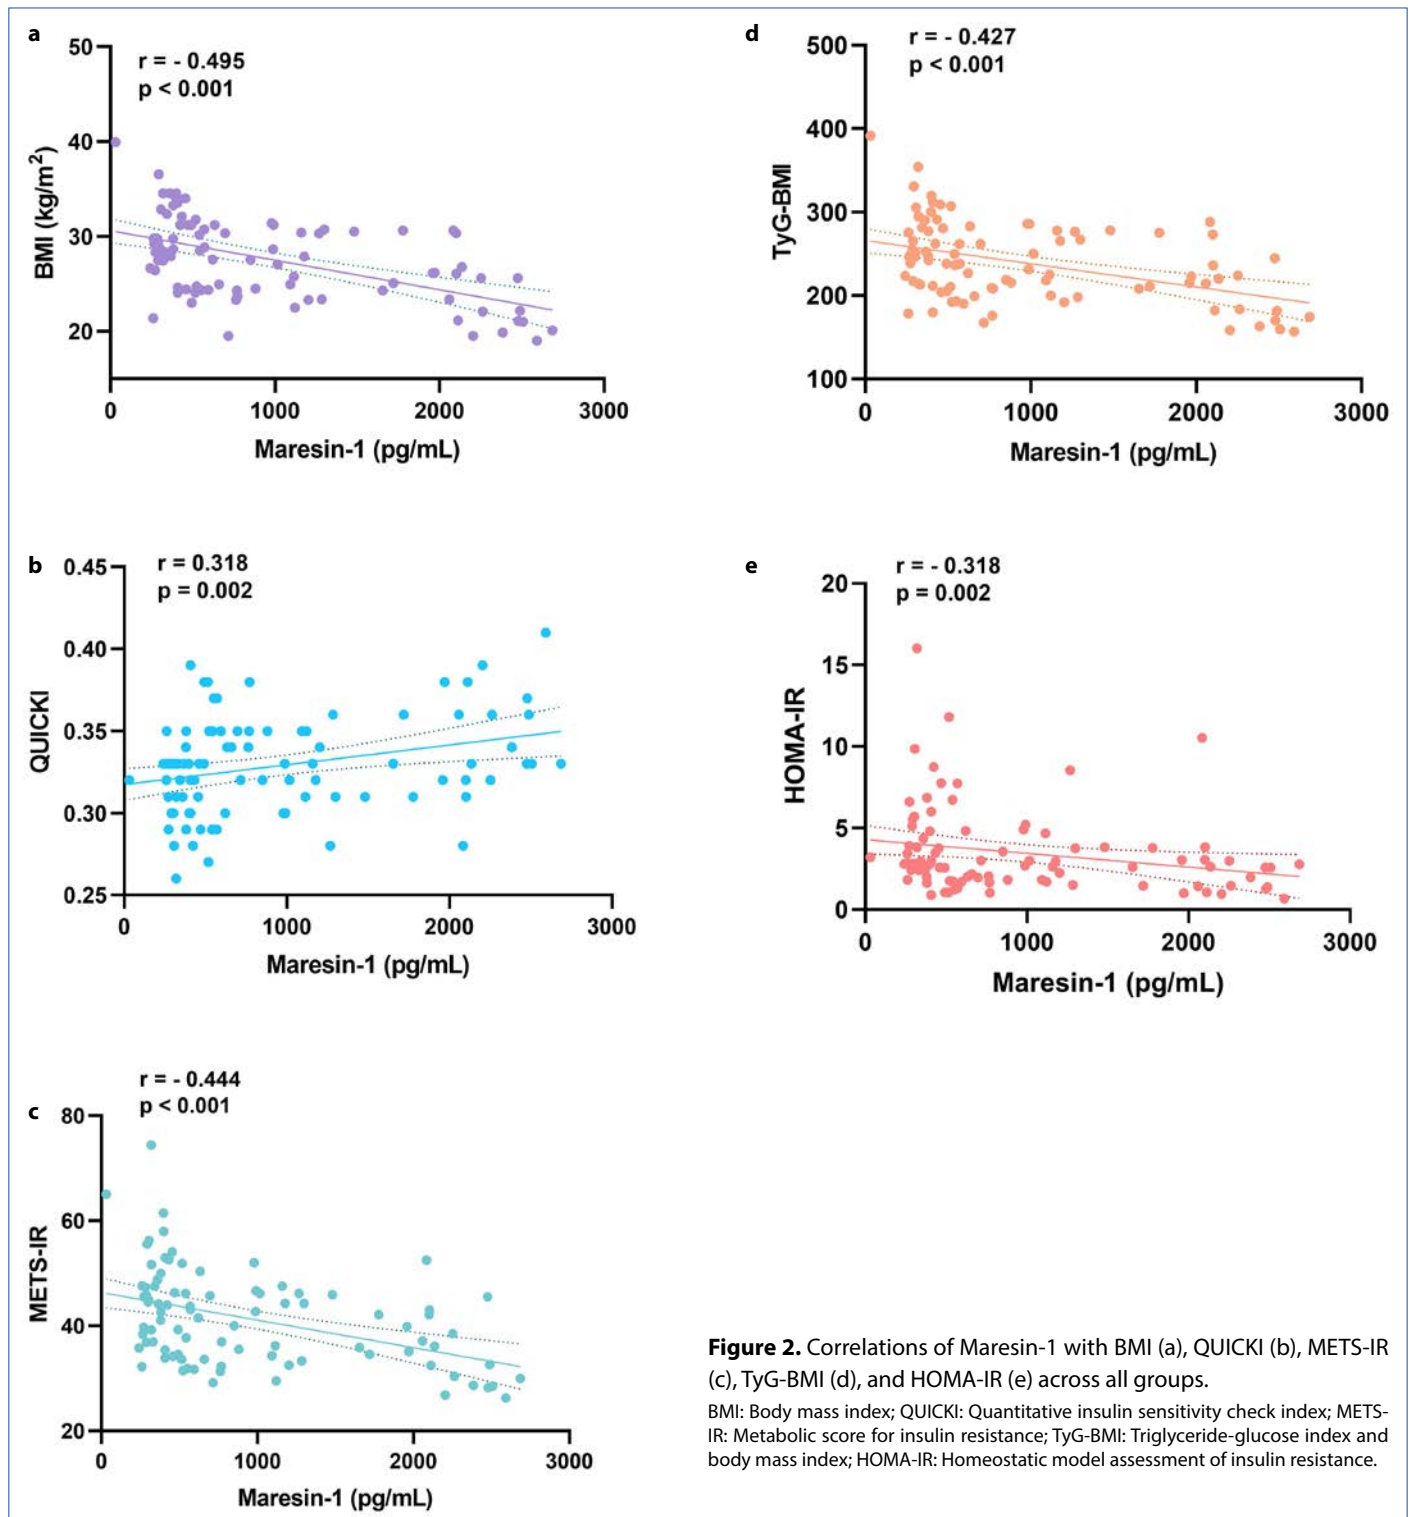 a
r = - 0.495
p < 0.001
50
40
30
20
BMI (kg/m²)
0
1000
2000
3000
Maresin-1 (pg/mL)
d
r = - 0.427
p < 0.001
500
400
300
200
100
TyG-BMI
0
1000
2000
3000
Maresin-1 (pg/mL)
b
r = 0.318
p = 0.002
0.45
0.40
0.35
0.30
0.25
QUICKI
0
1000
2000
3000
Maresin-1 (pg/mL)
e
r = - 0.318
p = 0.002
20
15
10
5
0
HOMA-IR
0
1000
2000
3000
Maresin-1 (pg/mL)
c
r = - 0.444
p < 0.001
80
60
40
20
METS-IR
0
1000
2000
3000
Maresin-1 (pg/mL)
Figure 2. Correlations of Maresin-1 with BMI (a), QUICKI (b), METS-IR
(c), TyG-BMI (d), and HOMA-IR (e) across all groups.
BMI: Body mass index; QUICKI: Quantitative insulin sensitivity check index; METS-
IR: Metabolic score for insulin resistance; TyG-BMI: Triglyceride-glucose index and
body mass index; HOMA-IR: Homeostatic model assessment of insulin resistance.